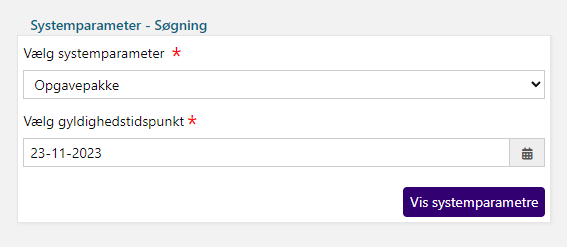 Systemparameter - Søgning
Vælg systemparameter *
Opgavepakke
Vælg gyldighedstidspunkt *
23-11-2023
Vis systemparametre